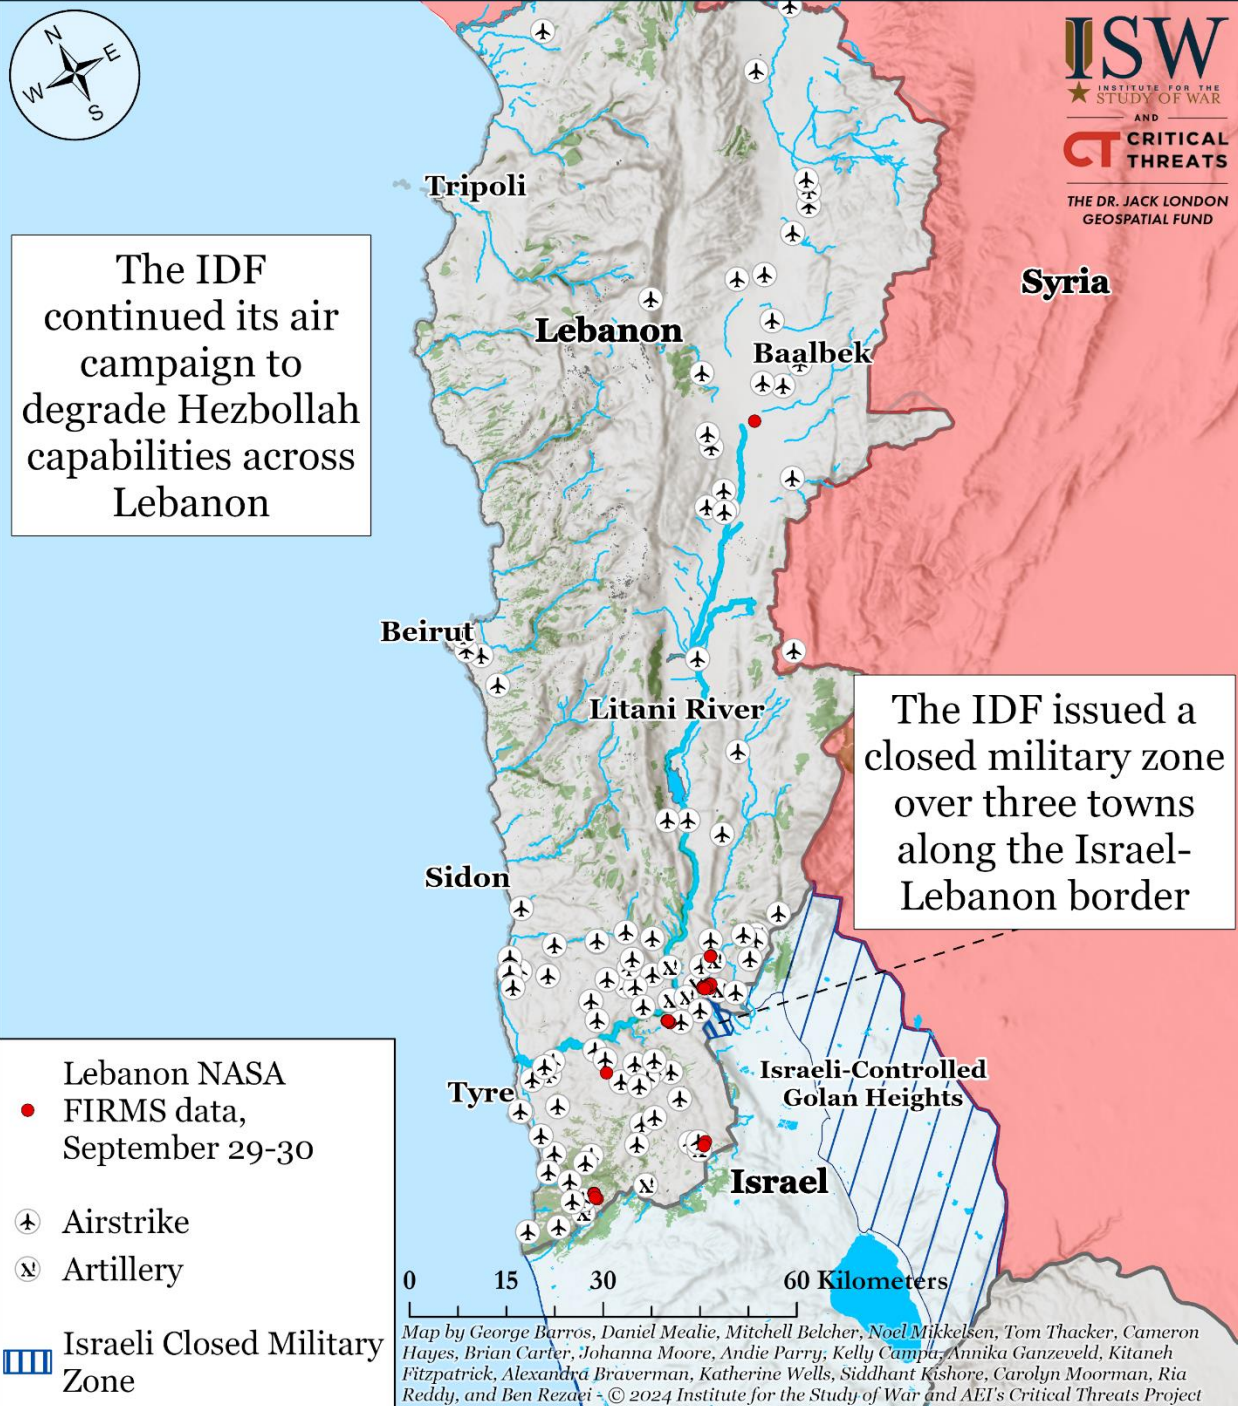 N
E
W
S
ISW
INSTITUTE FOR THE
STUDY OF WAR
AND
CT CRITICAL
THREATS
THE DR. JACK LONDON
GEOSPATIAL FUND
Tripoli
The IDF
continued its air
campaign to
degrade Hezbollah
capabilities across
Lebanon
Syria
Lebanon
Baalbek
Beirut
Litani River
The IDF issued a
closed military zone
over three towns
along the Israel-
Lebanon border
Sidon
Israeli-Controlled
Golan Heights
Tyre
Israel
Lebanon NASA
FIRMS data,
September 29-30
Airstrike
Artillery
Israeli Closed Military
Zone
0 15 30 60 Kilometers
Map by George Barros, Daniel Mealie, Mitchell Belcher, Noel Mikkelsen, Tom Thacker, Cameron
Hayes, Brian Carter, Johanna Moore, Andie Parry, Kelly Campa, Annika Ganzeveld, Kitaneh
Fitzpatrick, Alexandra Braverman, Katherine Wells, Siddhant Kishore, Carolyn Moorman, Ria
Reddy, and Ben Rezaei - © 2024 Institute for the Study of War and AEI's Critical Threats Project